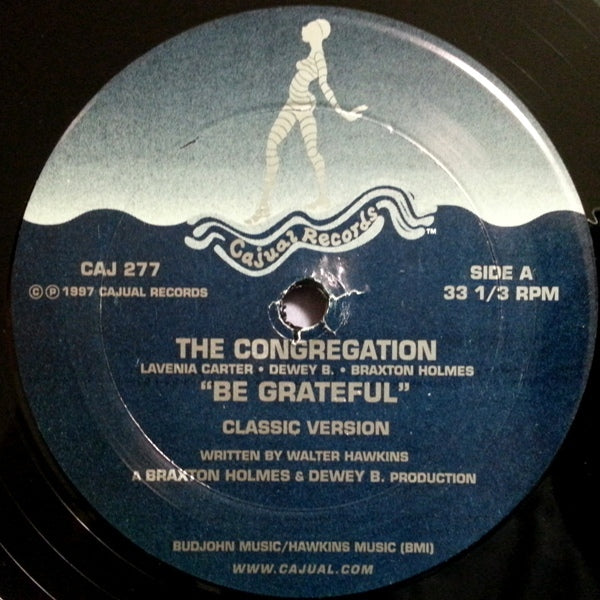 Cajual Records™
CAJ 277
SIDE A
©℗ 1997 CAJUAL RECORDS
33 1/3 RPM
THE CONGREGATION
LAVENIA CARTER • DEWEY B. • BRAXTON HOLMES
"BE GRATEFUL"
CLASSIC VERSION
WRITTEN BY WALTER HAWKINS
A BRAXTON HOLMES & DEWEY B. PRODUCTION
BUDJOHN MUSIC/HAWKINS MUSIC (BMI)
WWW.CAJUAL.COM